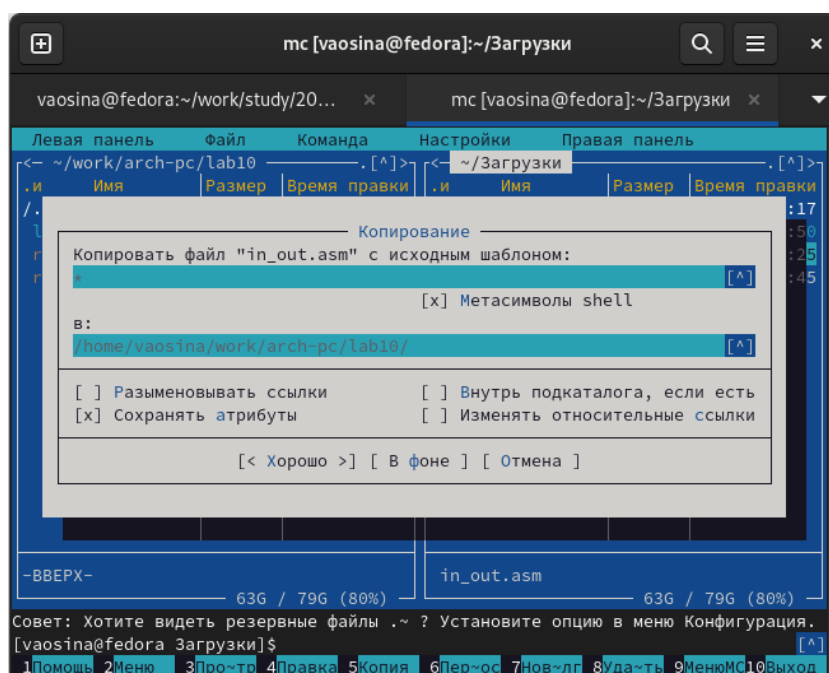 mc [vaosina@fedora]:~/Загрузки
vaosina@fedora:~/work/study/20... × mc [vaosina@fedora]:~/Загрузки ×
Левая панель Файл Команда Настройки Правая панель
<— ~/work/arch-pc/lab10 .[^]> <— ~/Загрузки .[^]>
.и Имя Размер Время правки .и Имя Размер Время правки
/. :17
:50
:25
:45
Копирование
Копировать файл "in_out.asm" с исходным шаблоном:
* [^]
[x] Метасимволы shell
в:
/home/vaosina/work/arch-pc/lab10/ [^]
[ ] Разыменовывать ссылки [ ] Внутрь подкаталога, если есть
[x] Сохранять атрибуты [ ] Изменять относительные ссылки
[< Хорошо >] [ В фоне ] [ Отмена ]
-ВВЕРХ- in_out.asm
63G / 79G (80%) 63G / 79G (80%)
Совет: Хотите видеть резервные файлы .~ ? Установите опцию в меню Конфигурация.
[vaosina@fedora Загрузки]$ [^]
1Помощь 2Меню 3Про~тр 4Правка 5Копия 6Пер~ос 7Нов~лг 8Уда~ть 9МенюMC 10Выход